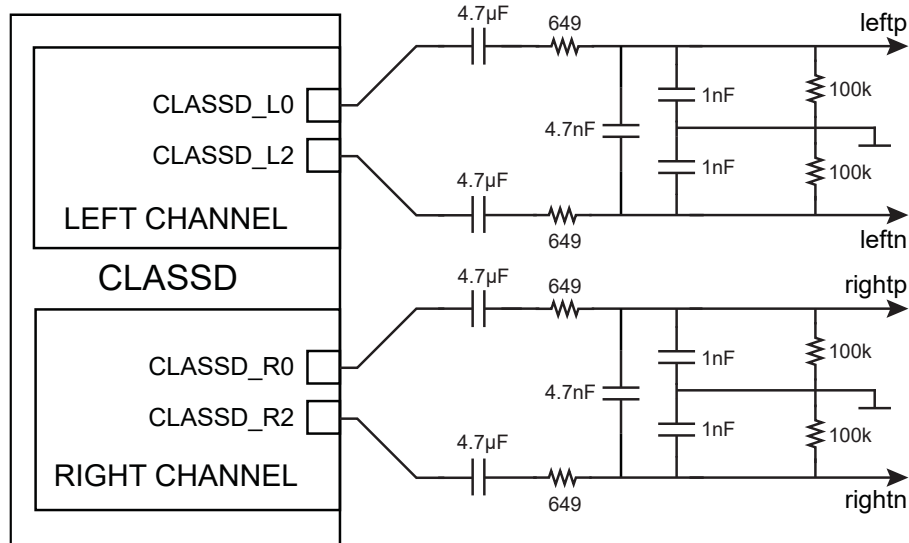 4.7µF
649
leftp
CLASSD_L0
1nF
100k
4.7nF
CLASSD_L2
4.7µF
1nF
100k
LEFT CHANNEL
649
leftn
CLASSD
4.7µF
649
rightp
CLASSD_R0
1nF
100k
4.7nF
CLASSD_R2
4.7µF
1nF
100k
RIGHT CHANNEL
649
rightn